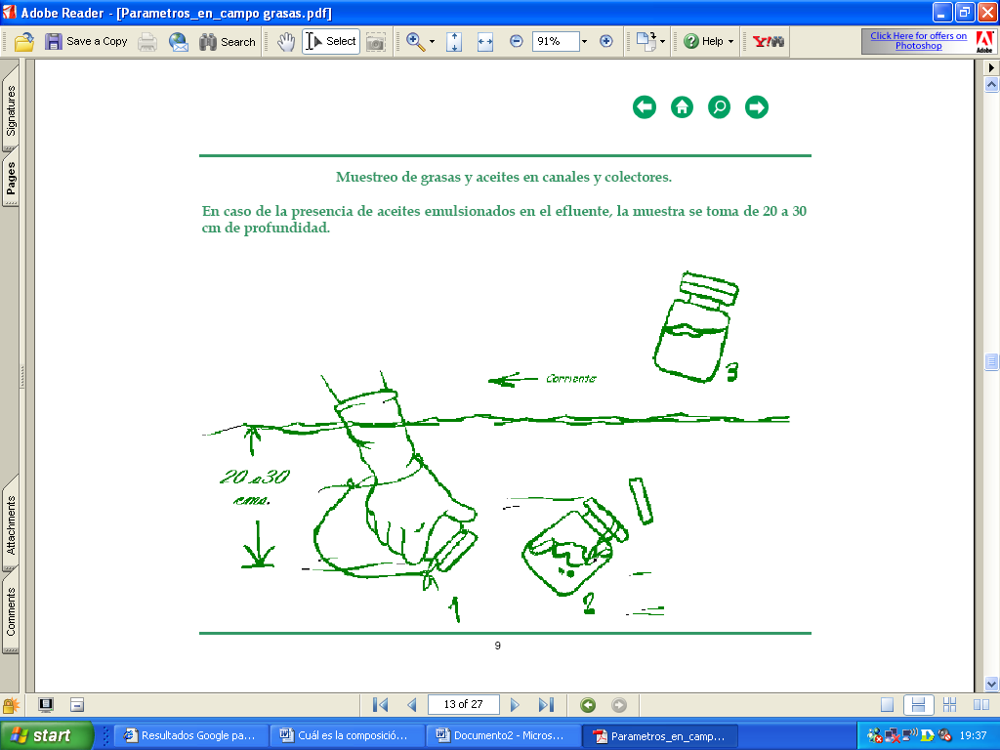 Adobe Reader - [Parametros_en_campo grasas.pdf]
Save a Copy
Search
Select
91%
Help
Y!
Click Here for offers on
Photoshop
Adobe
Signatures
Pages
Attachments
Comments
Muestreo de grasas y aceites en canales y colectores.
En caso de la presencia de aceites emulsionados en el efluente, la muestra se toma de 20 a 30
cm de profundidad.
3
Corriente
20 a 30
cms.
1
2
9
13 of 27
start
Resultados Google pa...
Cuál es la composició...
Documento2 - Micros...
Parametros_en_camp...
19:37